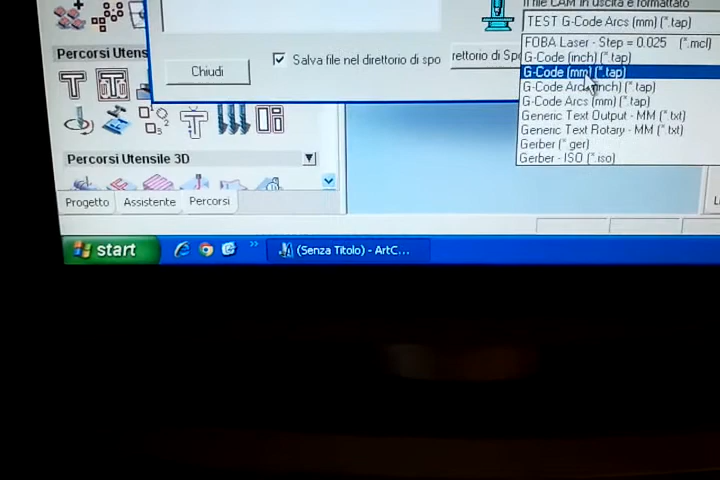 Il file CAM in uscita è formattato
TEST G-Code Arcs (mm) (*.tap)
FOBA Laser - Step = 0.025 (*.mcl)
G-Code (inch) (*.tap)
G-Code (mm) (*.tap)
G-Code Arcs (inch) (*.tap)
G-Code Arcs (mm) (*.tap)
Generic Text Output - MM (*.txt)
Generic Text Rotary - MM (*.txt)
Gerber (*.ger)
Gerber - ISO (*.iso)
Salva file nel direttorio di spo
rettorio di Spo
Chiudi
Percorsi Utens
Percorsi Utensile 3D
Progetto
Assistente
Percorsi
start
(Senza Titolo) - ArtC...